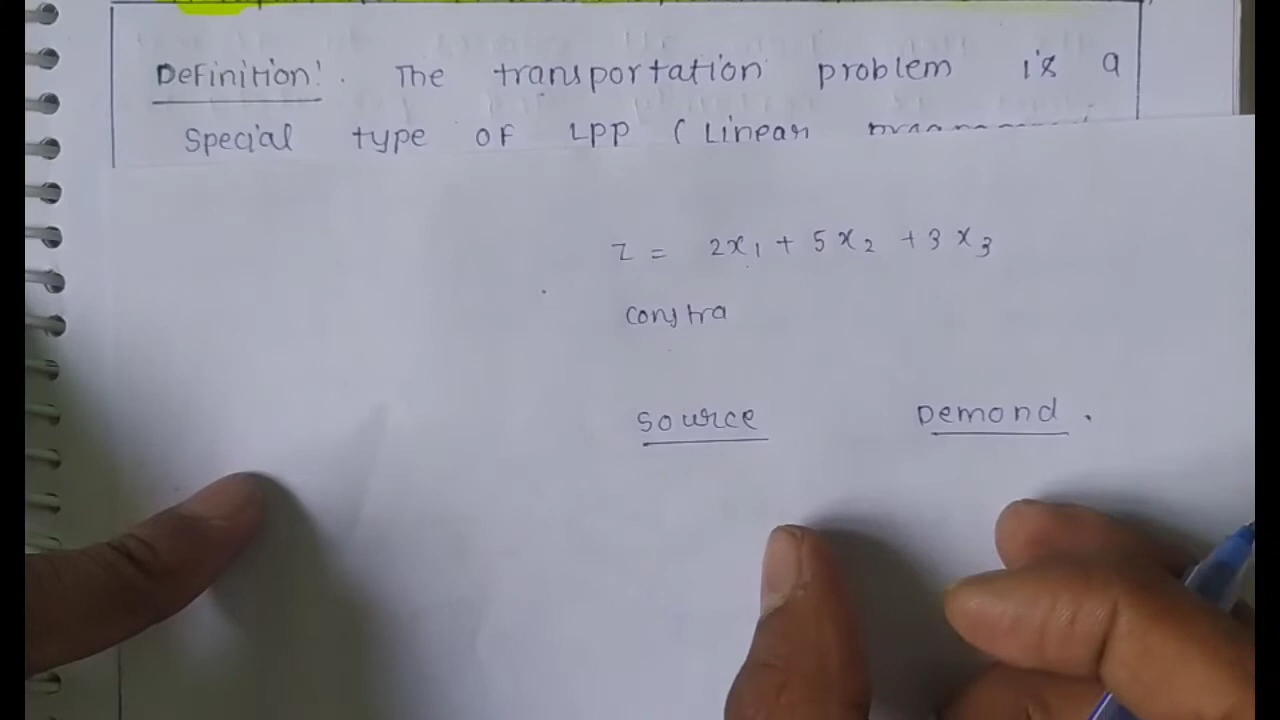 Definition:. The transportation problem is a
special type of LPP (Linear
Z = 2x₁ + 5x₂ + 3x₃
constra
source Demond.